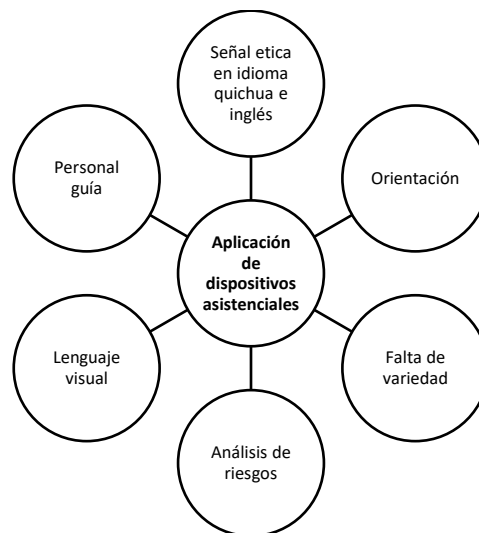 Señal etica
en idioma
quichua e
inglés
Personal
guía
Orientación
Aplicación
de
dispositivos
asistenciales
Lenguaje
visual
Falta de
variedad
Análisis de
riesgos